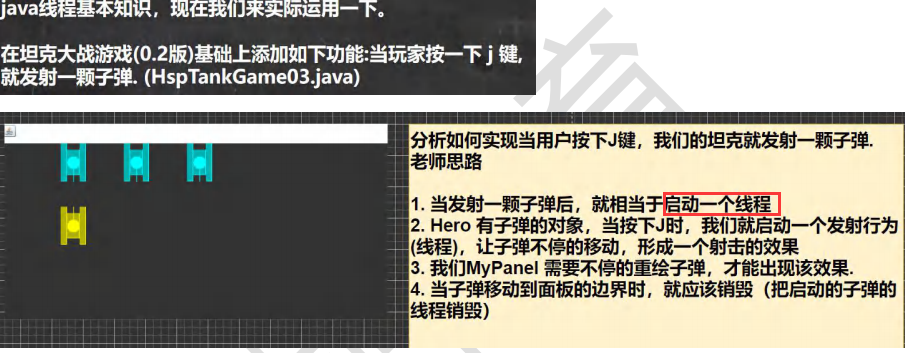 java线程基本知识，现在我们来实际运用一下。
在坦克大战游戏(0.2版)基础上添加如下功能:当玩家按一下 j 键,
就发射一颗子弹. (HspTankGame03.java)
分析如何实现当用户按下J键，我们的坦克就发射一颗子弹.
老师思路
1. 当发射一颗子弹后，就相当于启动一个线程
2. Hero 有子弹的对象，当按下J时，我们就启动一个发射行为
(线程)，让子弹不停的移动，形成一个射击的效果
3. 我们MyPanel 需要不停的重绘子弹，才能出现该效果.
4. 当子弹移动到面板的边界时，就应该销毁（把启动的子弹的
线程销毁）